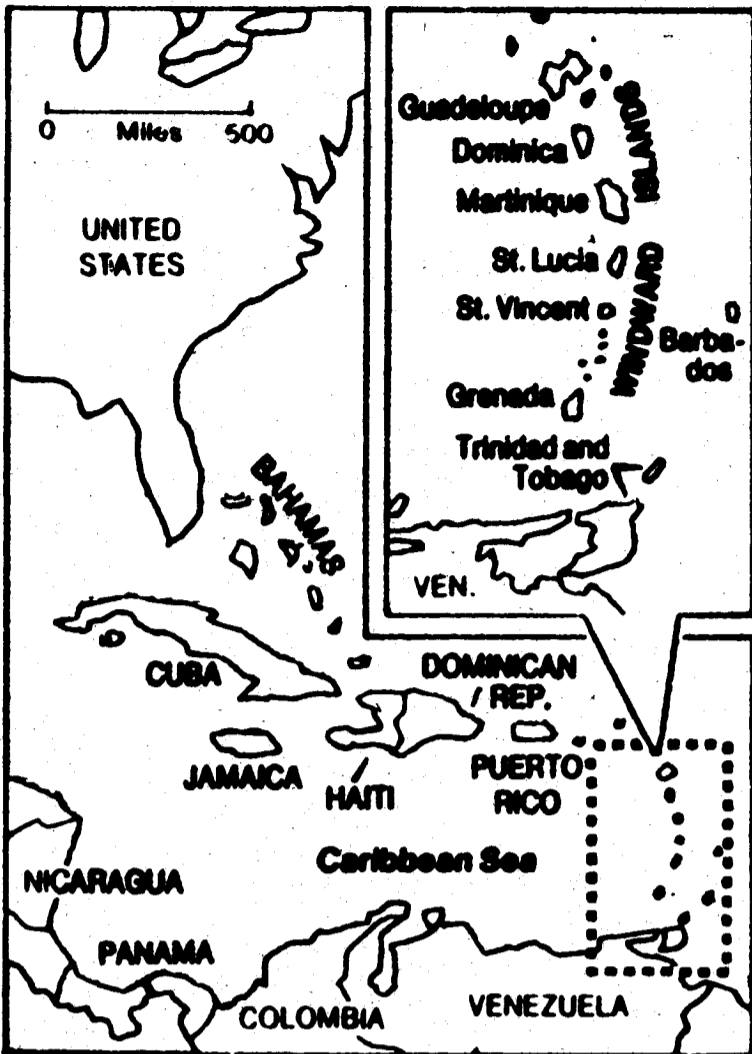 0 Miles 500
UNITED
STATES
BAHAMAS
CUBA
JAMAICA
HAITI
DOMINICAN
REP.
PUERTO
RICO
Caribbean Sea
NICARAGUA
PANAMA
COLOMBIA
VENEZUELA
Guadeloupe
Dominica
Martinique
St. Lucia
St. Vincent
Grenada
Trinidad and
Tobago
Barba-
dos
WINDWARD
ISLANDS
VEN.